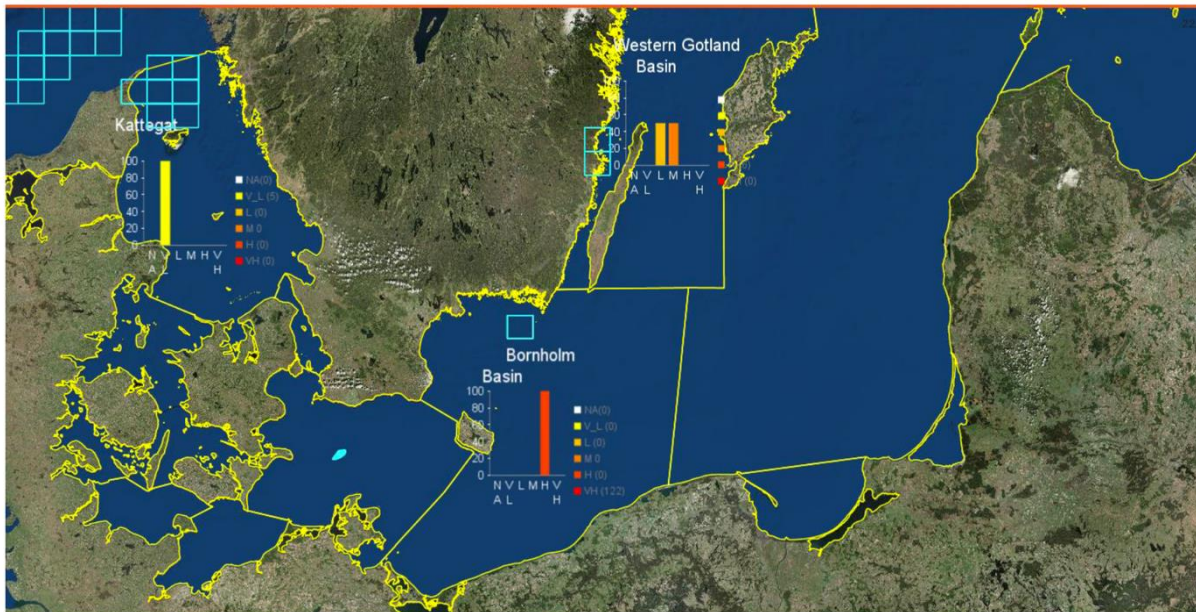 Western Gotland
Basin
40
20
0
N V L M H V
A L H
(0)
Kattegat
100
80
60
40
20
0
NA(0)
V_L (5)
L (0)
M 0
H (0)
VH (0)
N V L M H V
A H
Bornholm
Basin
100
80
60
40
20
0
NA(0)
V_L (0)
L (0)
M 0
H (0)
VH (122)
N V L M H V
A L H